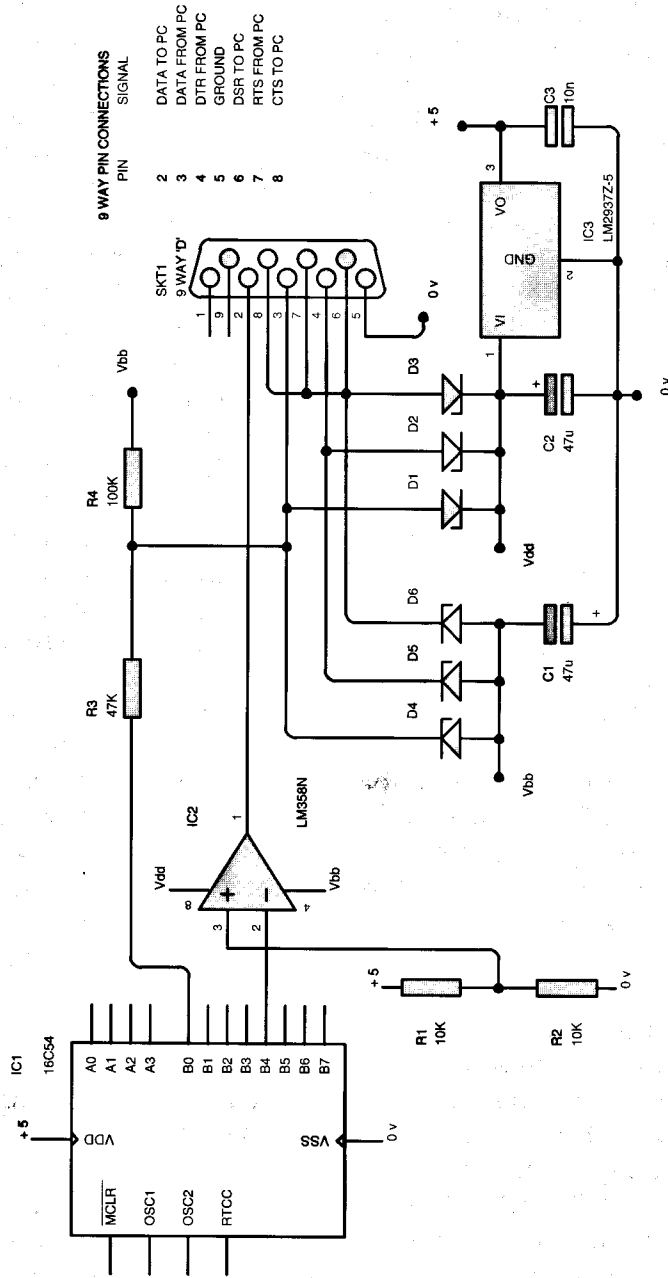 9 WAY PIN CONNECTIONS
PIN SIGNAL
2 DATA TO PC
3 DATA FROM PC
4 DTR FROM PC
5 GROUND
6 DSR TO PC
7 RTS FROM PC
8 CTS TO PC
SKT1
9 WAY 'D'
1
9
2
8
3
7
4
6
5
0 v
Vbb
R4
100K
R3
47K
IC1
16C54
+5
VDD
VSS
0 v
MCLR
OSC1
OSC2
RTCC
A0
A1
A2
A3
B0
B1
B2
B3
B4
B5
B6
B7
IC2
LM358N
Vdd
8
+
3
−
2
1
4
Vbb
+5
R1
10K
R2
10K
0 v
D4
D5
D6
D1
D2
D3
Vbb
Vdd
C1
47u
+
C2
47u
+
0 v
VI
1
GND
2
VO
3
IC3
LM2937Z-5
+5
C3
10n